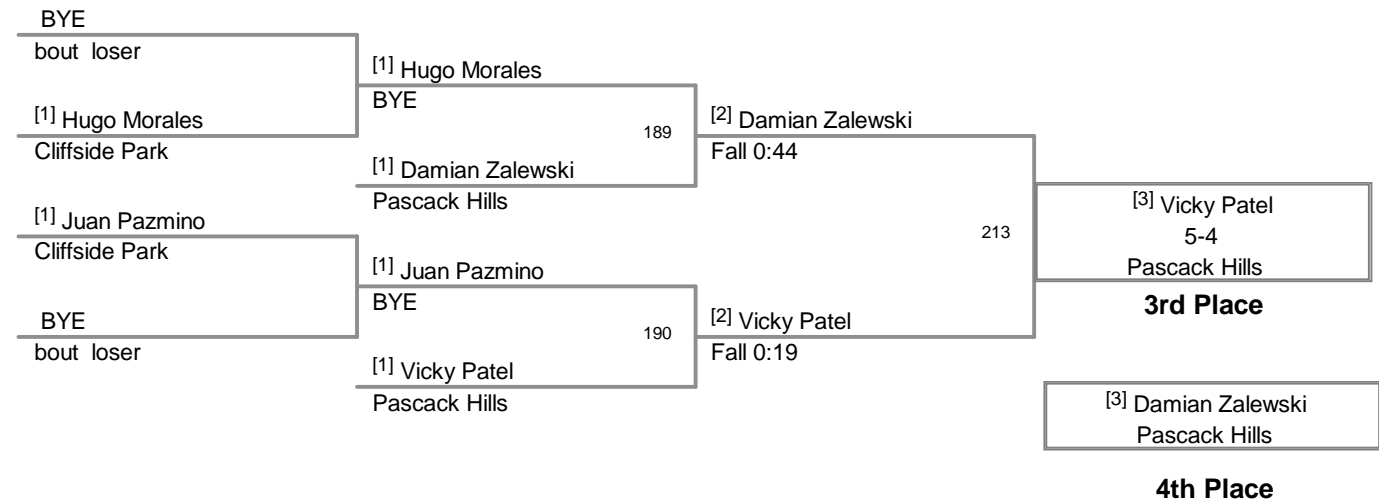 BYE
bout loser
[1] Hugo Morales
Cliffside Park
[1] Juan Pazmino
Cliffside Park
BYE
bout loser
[1] Hugo Morales
BYE
189
[1] Damian Zalewski
Pascack Hills
[1] Juan Pazmino
BYE
190
[1] Vicky Patel
Pascack Hills
[2] Damian Zalewski
Fall 0:44
213
[2] Vicky Patel
Fall 0:19
[3] Vicky Patel
5-4
Pascack Hills
3rd Place
[3] Damian Zalewski
Pascack Hills
4th Place